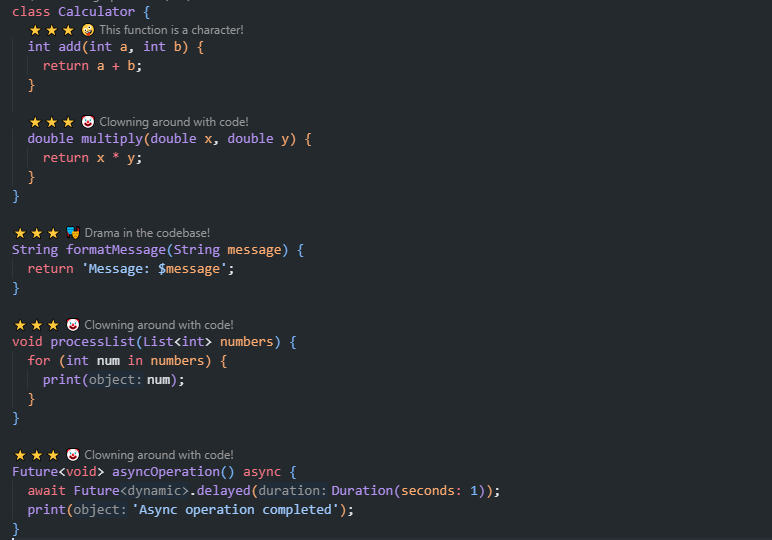 class Calculator {
⭐ ⭐ ⭐ 🤪 This function is a character!
  int add(int a, int b) {
    return a + b;
  }
⭐ ⭐ ⭐ 🤡 Clowning around with code!
  double multiply(double x, double y) {
    return x * y;
  }
}
⭐ ⭐ ⭐ 🎭 Drama in the codebase!
String formatMessage(String message) {
  return 'Message: $message';
}
⭐ ⭐ ⭐ 🤡 Clowning around with code!
void processList(List<int> numbers) {
  for (int num in numbers) {
    print(object: num);
  }
}
⭐ ⭐ ⭐ 🤡 Clowning around with code!
Future<void> asyncOperation() async {
  await Future<dynamic>.delayed(duration: Duration(seconds: 1));
  print(object: 'Async operation completed');
}